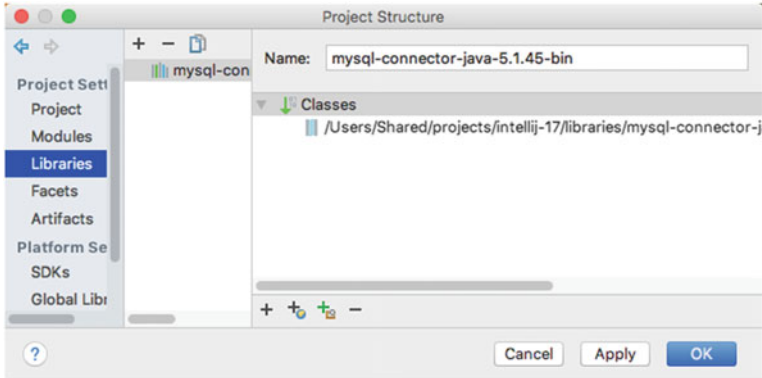 Project Structure
Project Sett
Project
Modules
Libraries
Facets
Artifacts
Platform Se
SDKs
Global Libr
mysql-con
Name: mysql-connector-java-5.1.45-bin
Classes
/Users/Shared/projects/intellij-17/libraries/mysql-connector-j
?
Cancel Apply OK